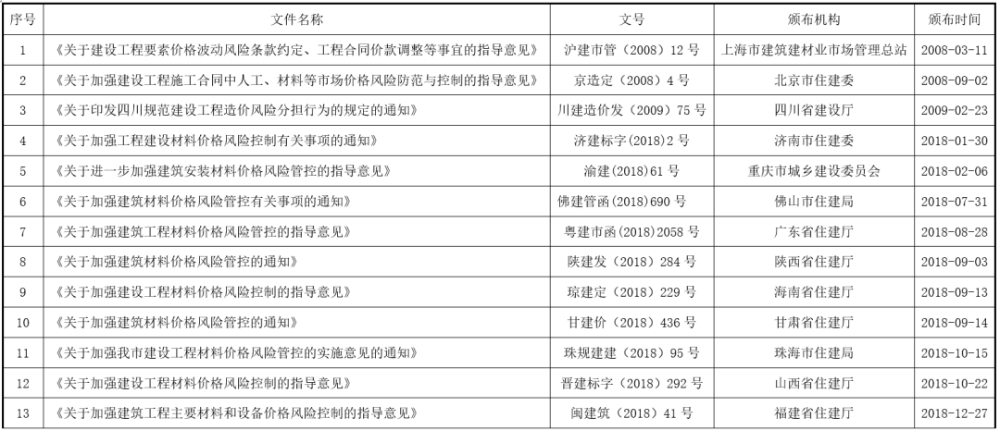 序号 文件名称 文号 颁布机构 颁布时间
1 《关于建设工程要素价格波动风险条款约定、工程合同价款调整等事宜的指导意见》 沪建市管（2008）12 号 上海市建筑建材业市场管理总站 2008-03-11
2 《关于加强建设工程施工合同中人工、材料等市场价格风险防范与控制的指导意见》 京造定（2008）4 号 北京市住建委 2008-09-02
3 《关于印发四川规范建设工程造价风险分担行为的规定的通知》 川建造价发（2009）75 号 四川省建设厅 2009-02-23
4 《关于加强工程建设材料价格风险控制有关事项的通知》 济建标字(2018)2 号 济南市住建委 2018-01-30
5 《关于进一步加强建筑安装材料价格风险管控的指导意见》 渝建(2018)61 号 重庆市城乡建设委员会 2018-02-06
6 《关于加强建筑材料价格风险管控有关事项的通知》 佛建管函(2018)690 号 佛山市住建局 2018-07-31
7 《关于加强建筑工程材料价格风险管控的指导意见》 粤建市函(2018)2058 号 广东省住建厅 2018-08-28
8 《关于加强建筑材料价格风险管控的通知》 陕建发（2018）284 号 陕西省住建厅 2018-09-03
9 《关于加强建设工程材料价格风险控制的指导意见》 琼建定（2018）229 号 海南省住建厅 2018-09-13
10 《关于加强建筑材料价格风险管控的通知》 甘建价（2018）436 号 甘肃省住建厅 2018-09-14
11 《关于加强我市建设工程材料价格风险管控的实施意见的通知》 珠规建建（2018）95 号 珠海市住建局 2018-10-15
12 《关于加强建设工程材料价格风险控制的指导意见》 晋建标字（2018）292 号 山西省住建厅 2018-10-22
13 《关于加强建筑工程主要材料和设备价格风险控制的指导意见》 闽建筑（2018）41 号 福建省住建厅 2018-12-27